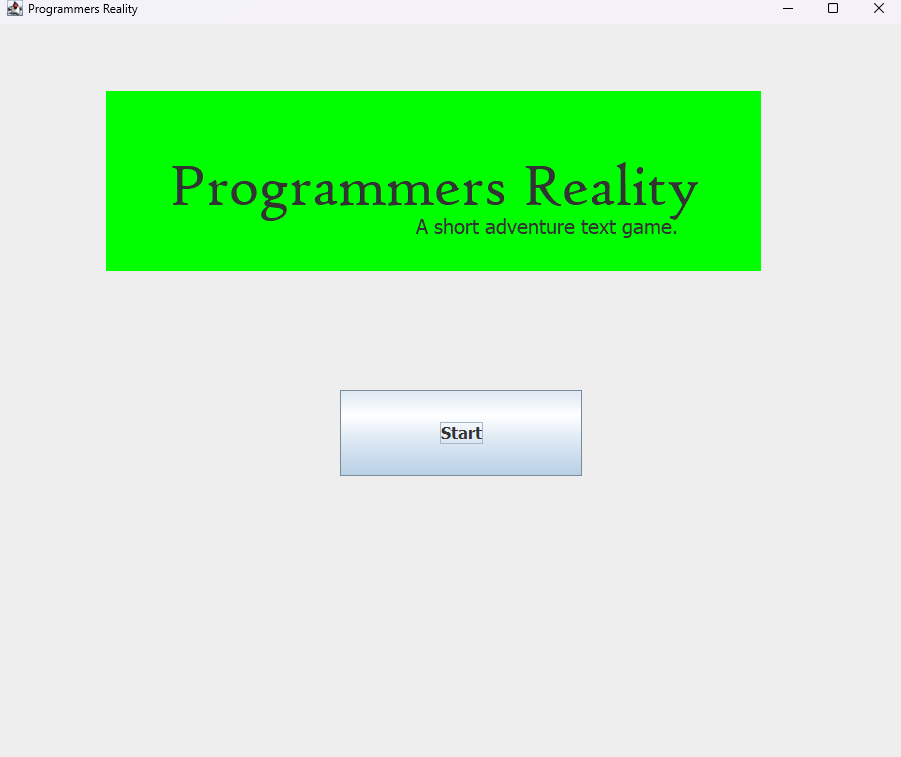 Programmers Reality
Programmers Reality
A short adventure text game.
Start